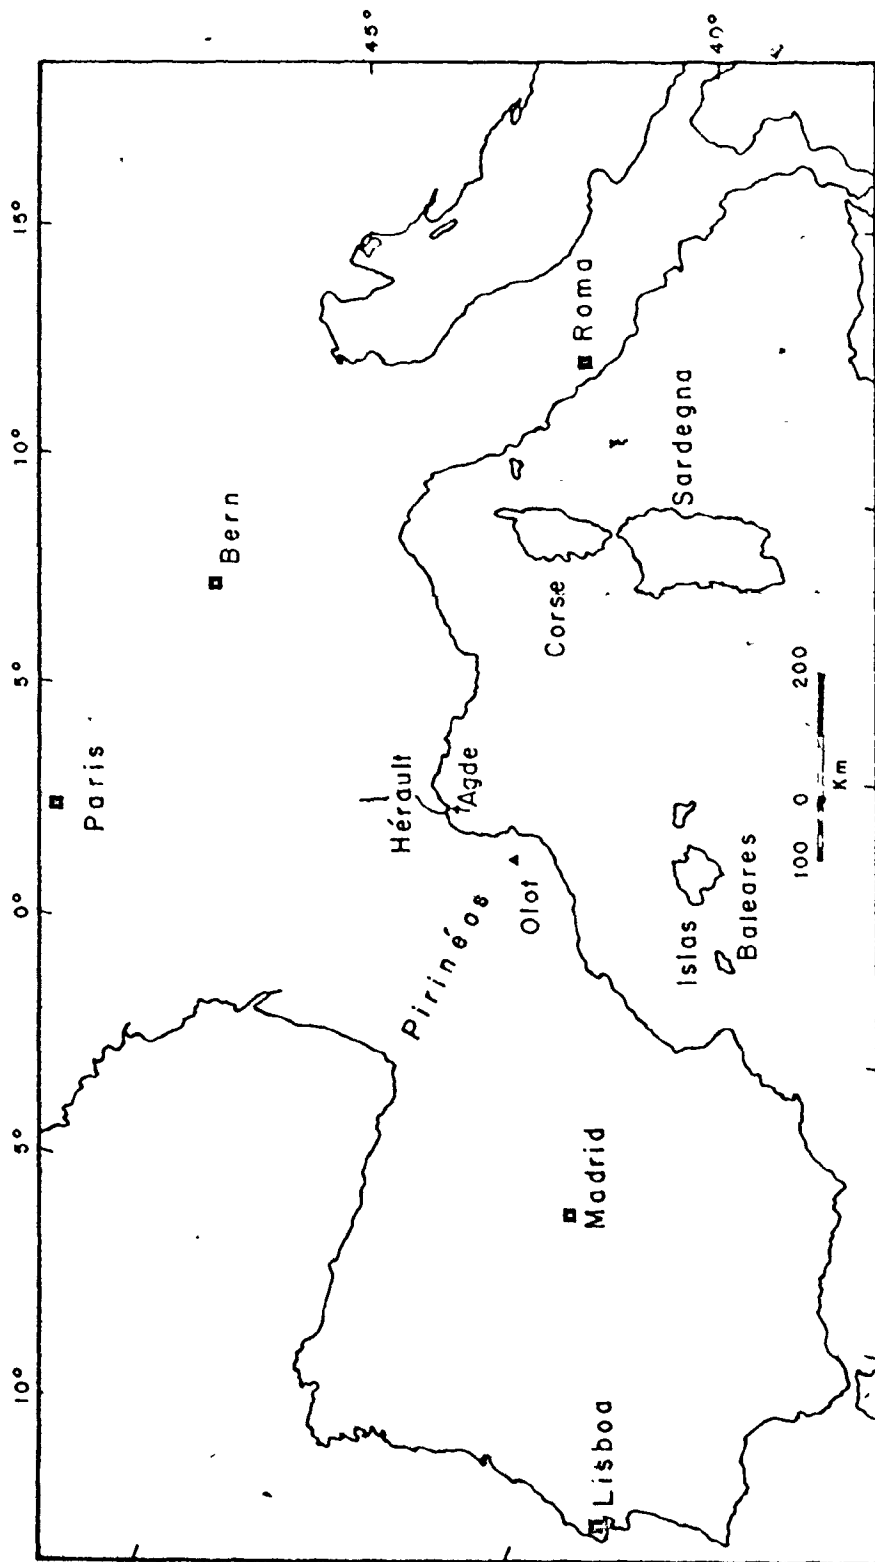 10°
5°
0°
5°
10°
15°
45°
40°
Paris
Bern
Hérault
Agde
Pirinéos
Olot
Corse
Roma
Sardegna
Madrid
Lisboa
Islas
Baleares
100 0 200
Km